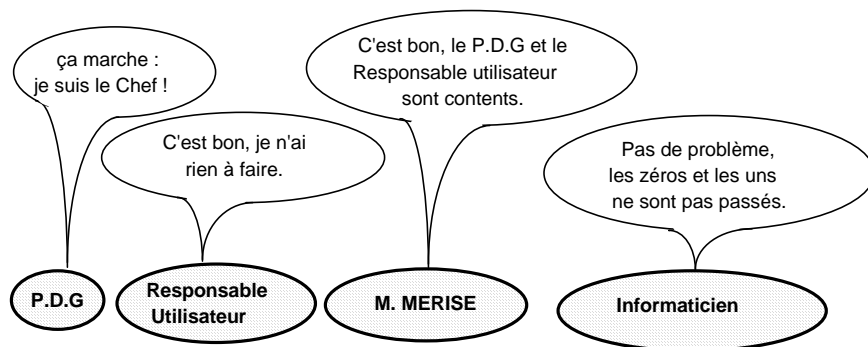 ça marche :
je suis le Chef !
C'est bon, je n'ai
rien à faire.
C'est bon, le P.D.G et le
Responsable utilisateur
sont contents.
Pas de problème,
les zéros et les uns
ne sont pas passés.
P.D.G
Responsable
Utilisateur
M. MERISE
Informaticien